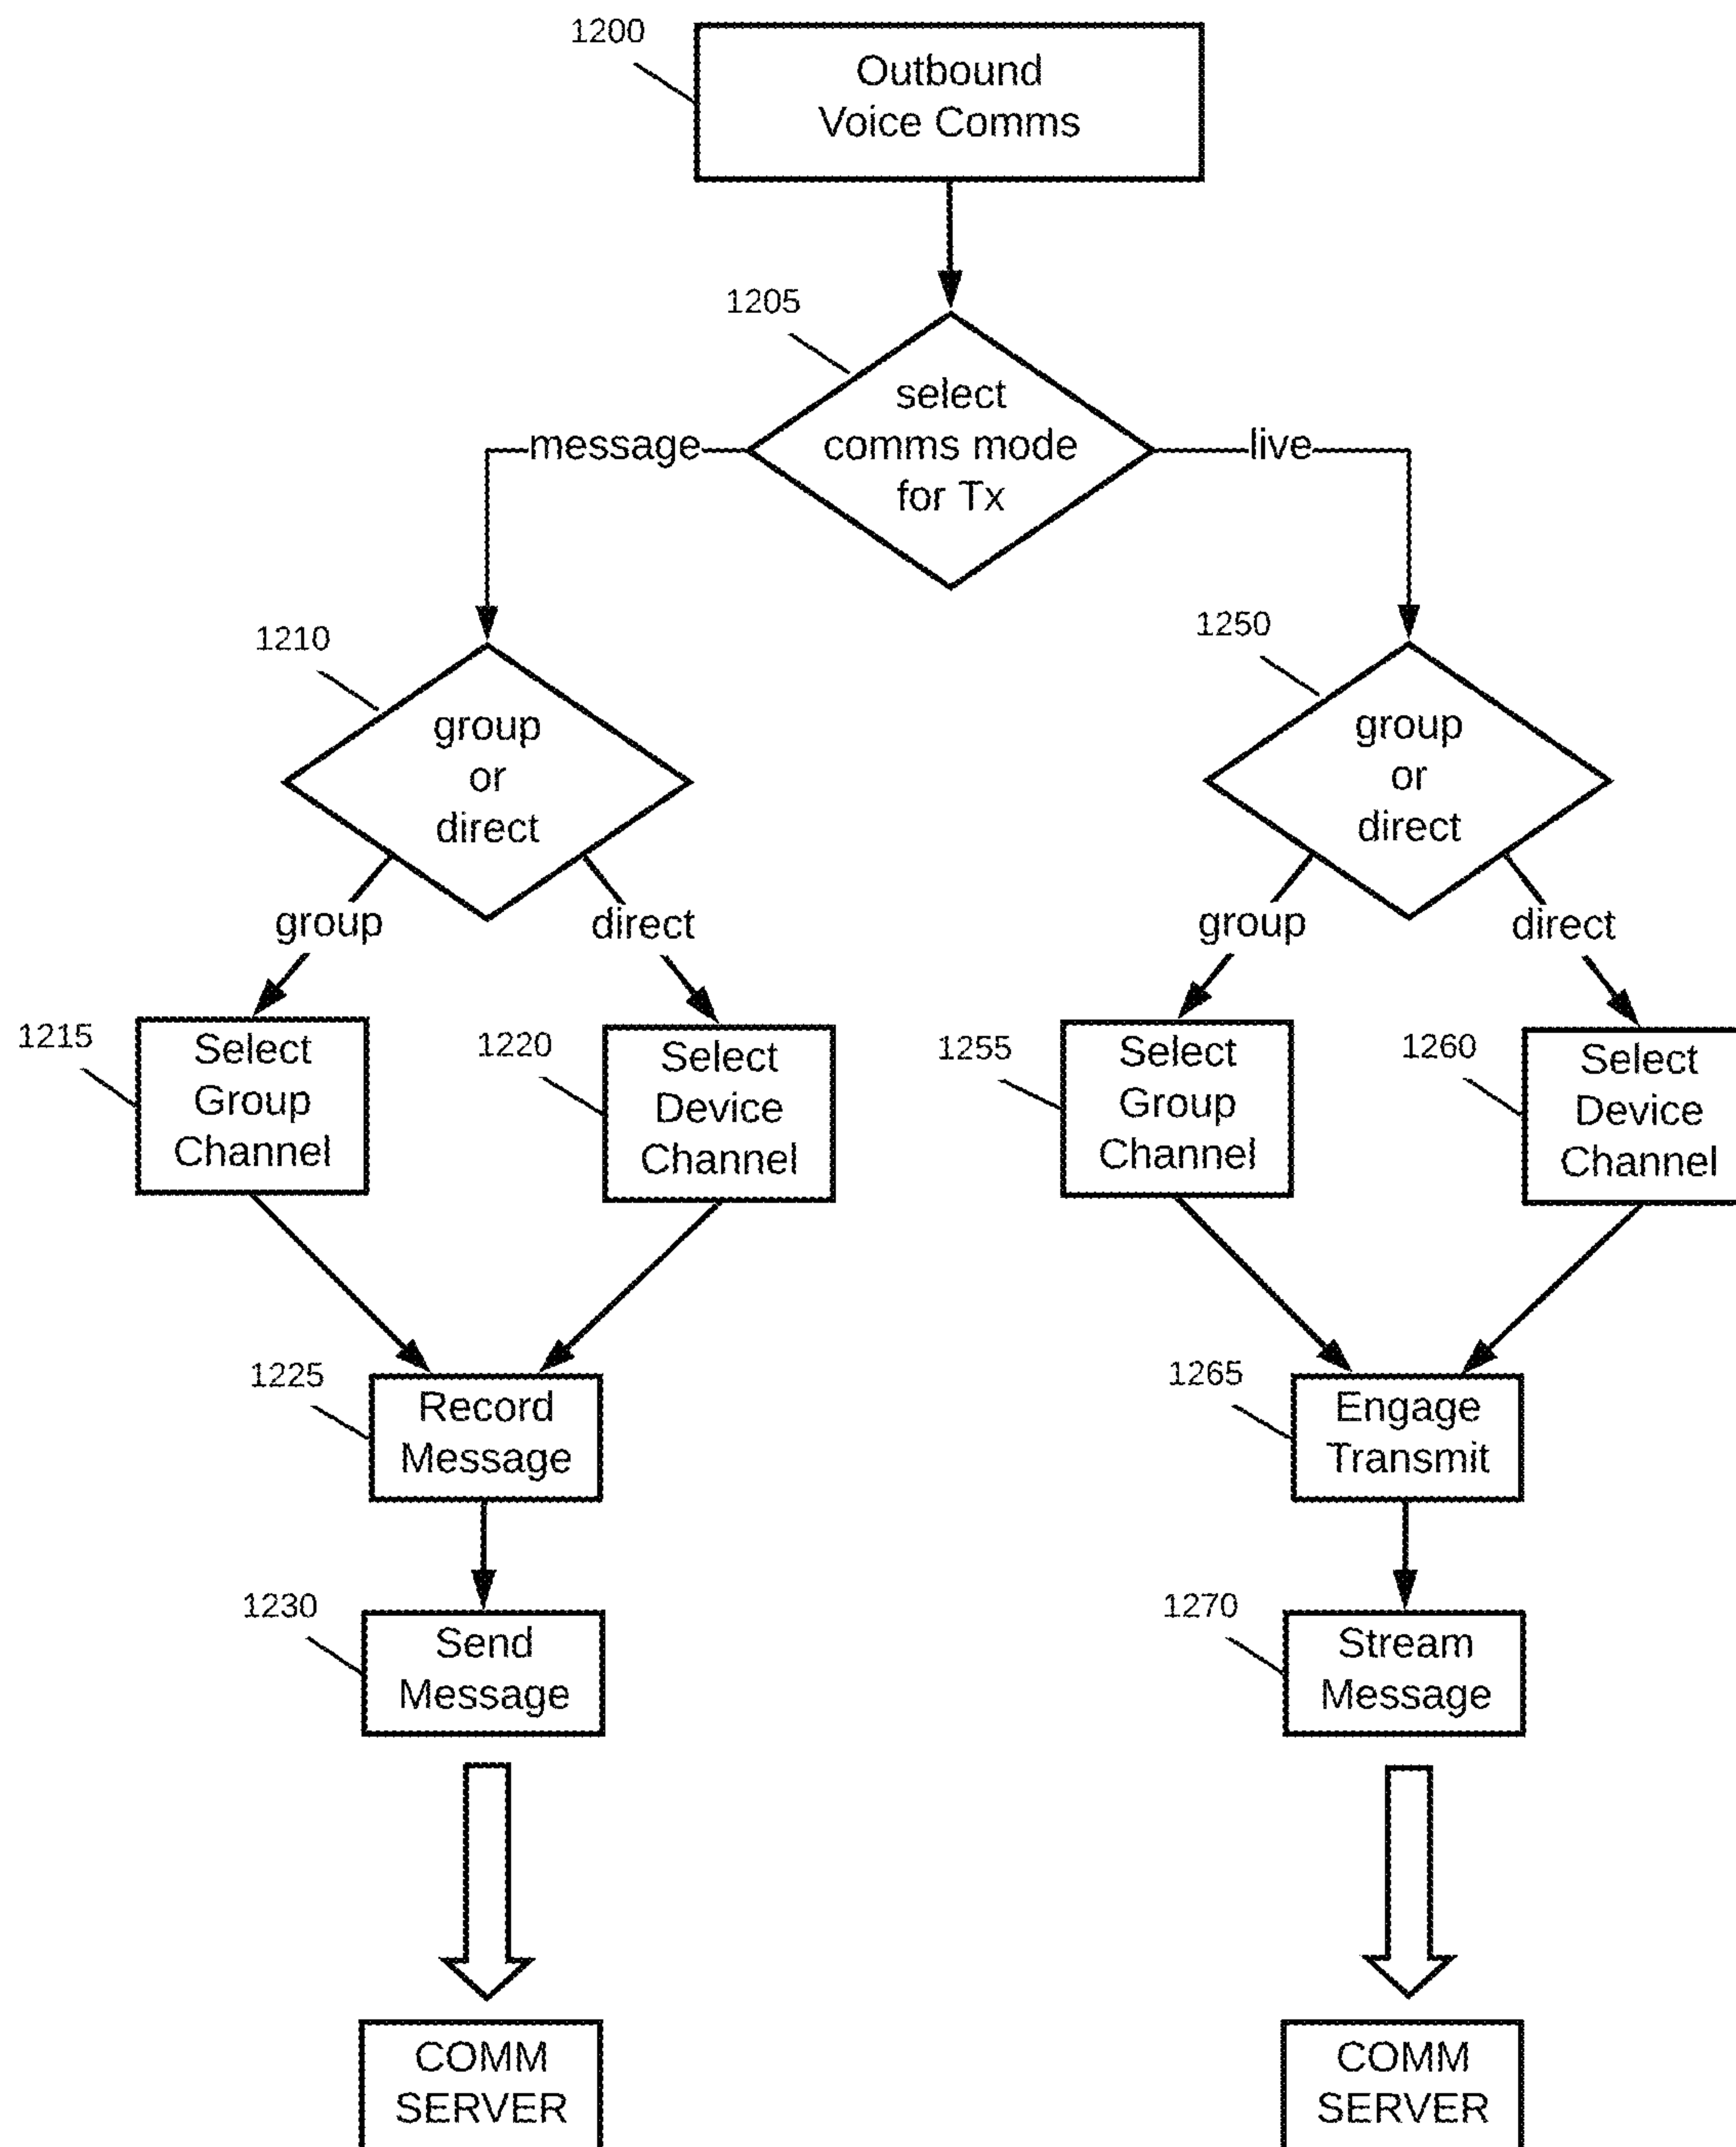 1200
Outbound
Voice Comms
1205
select
comms mode
for Tx
message
live
1210
group
or
direct
1250
group
or
direct
group
direct
group
direct
1215
Select
Group
Channel
1220
Select
Device
Channel
1255
Select
Group
Channel
1260
Select
Device
Channel
1225
Record
Message
1265
Engage
Transmit
1230
Send
Message
1270
Stream
Message
COMM
SERVER
COMM
SERVER